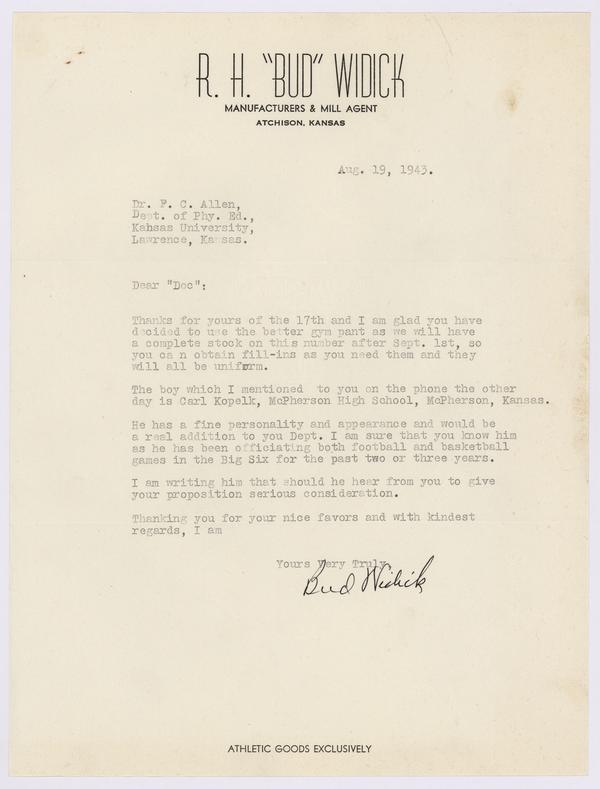 R. H. "BUD" WIDICK
MANUFACTURERS & MILL AGENT
ATCHISON, KANSAS
Aug. 19, 1943.
Dr. F. C. Allen,
Dept. of Phy. Ed.,
Kahsas University,
Lawrence, Kansas.
Dear "Doc":
Thanks for yours of the 17th and I am glad you have
decided to use the better gym pant as we will have
a complete stock on this number after Sept. 1st, so
you ca n obtain fill-ins as you need them and they
will all be uniform.
The boy which I mentioned to you on the phone the other
day is Carl Kopelk, McPherson High School, McPherson, Kansas.
He has a fine personality and appearance and would be
a real addition to you Dept. I am sure that you know him
as he has been officiating both football and basketball
games in the Big Six for the past two or three years.
I am writing him that should he hear from you to give
your proposition serious consideration.
Thanking you for your nice favors and with kindest
regards, I am
Yours Very Truly,
Bud Widick
ATHLETIC GOODS EXCLUSIVELY